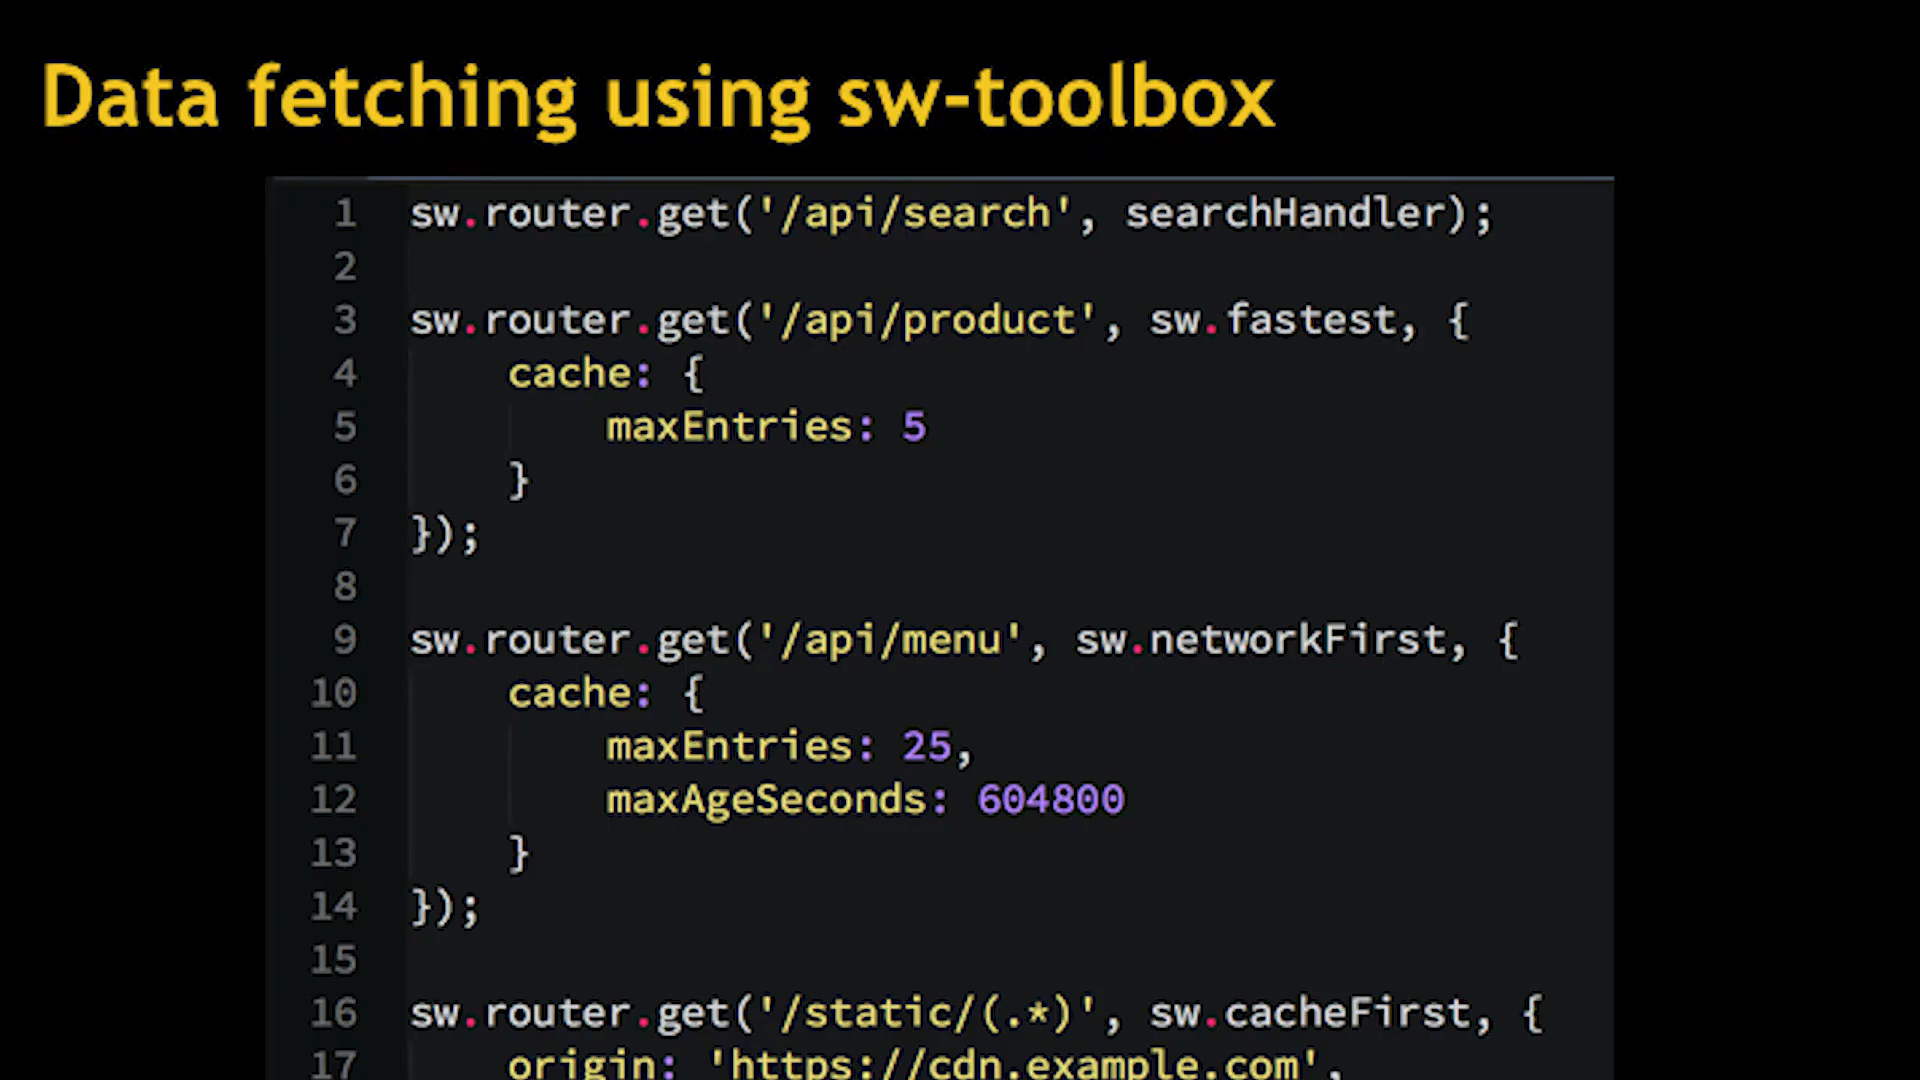 Data fetching using sw-toolbox
1 sw.router.get('/api/search', searchHandler);
2
3 sw.router.get('/api/product', sw.fastest, {
4     cache: {
5         maxEntries: 5
6     }
7 });
8
9 sw.router.get('/api/menu', sw.networkFirst, {
10     cache: {
11         maxEntries: 25,
12         maxAgeSeconds: 604800
13     }
14 });
15
16 sw.router.get('/static/(.*)', sw.cacheFirst, {
17     origin: 'https://cdn.example.com',